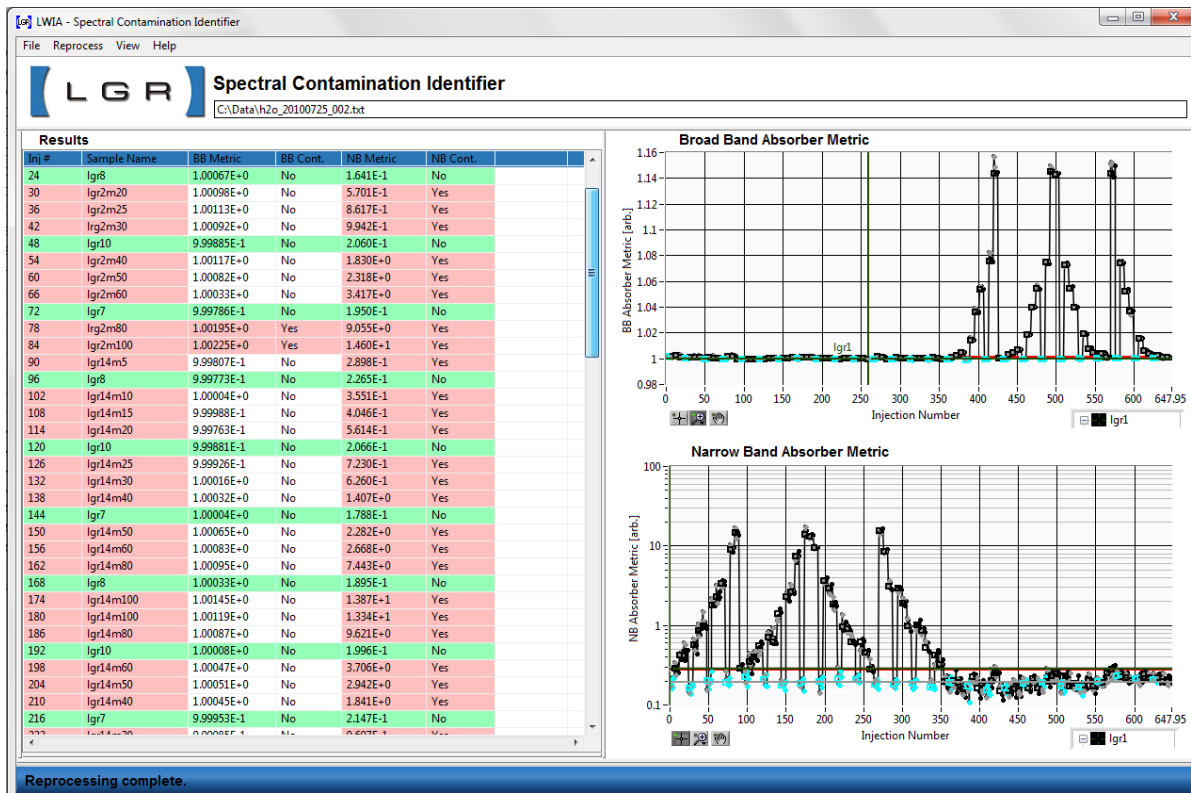 LGR LWIA - Spectral Contamination Identifier
File Reprocess View Help
LGR
Spectral Contamination Identifier
C:\Data\h2o_20100725_002.txt
Results
Inj # Sample Name BB Metric BB Cont. NB Metric NB Cont.
24 lgr8 1.00067E+0 No 1.641E-1 No
30 lgr2m20 1.00098E+0 No 5.701E-1 Yes
36 lgr2m25 1.00113E+0 No 8.617E-1 Yes
42 lrg2m30 1.00092E+0 No 9.942E-1 Yes
48 lgr10 9.99885E-1 No 2.060E-1 No
54 lgr2m40 1.00117E+0 No 1.830E+0 Yes
60 lgr2m50 1.00082E+0 No 2.318E+0 Yes
66 lgr2m60 1.00033E+0 No 3.417E+0 Yes
72 lgr7 9.99786E-1 No 1.950E-1 No
78 lrg2m80 1.00195E+0 Yes 9.055E+0 Yes
84 lgr2m100 1.00225E+0 Yes 1.460E+1 Yes
90 lgr14m5 9.99807E-1 No 2.898E-1 Yes
96 lgr8 9.99773E-1 No 2.265E-1 No
102 lgr14m10 1.00004E+0 No 3.551E-1 Yes
108 lgr14m15 9.99988E-1 No 4.046E-1 Yes
114 lgr14m20 9.99763E-1 No 5.614E-1 Yes
120 lgr10 9.99881E-1 No 2.066E-1 No
126 lgr14m25 9.99926E-1 No 7.230E-1 Yes
132 lgr14m30 1.00016E+0 No 6.260E-1 Yes
138 lgr14m40 1.00032E+0 No 1.407E+0 Yes
144 lgr7 1.00004E+0 No 1.788E-1 No
150 lgr14m50 1.00065E+0 No 2.282E+0 Yes
156 lgr14m60 1.00083E+0 No 2.668E+0 Yes
162 lgr14m80 1.00095E+0 No 7.443E+0 Yes
168 lgr8 1.00033E+0 No 1.895E-1 No
174 lgr14m100 1.00145E+0 No 1.387E+1 Yes
180 lgr14m100 1.00119E+0 No 1.334E+1 Yes
186 lgr14m80 1.00087E+0 No 9.621E+0 Yes
192 lgr10 1.00008E+0 No 1.996E-1 No
198 lgr14m60 1.00047E+0 No 3.706E+0 Yes
204 lgr14m50 1.00051E+0 No 2.942E+0 Yes
210 lgr14m40 1.00045E+0 No 1.841E+0 Yes
216 lgr7 9.99953E-1 No 2.147E-1 No
Broad Band Absorber Metric
BB Absorber Metric [arb.]
1.16
1.14
1.12
1.1
1.08
1.06
1.04
1.02
1
0.98
lgr1
0 50 100 150 200 250 300 350 400 450 500 550 600 647.95
Injection Number
lgr1
Narrow Band Absorber Metric
NB Absorber Metric [arb.]
100
10
1
0.1
0 50 100 150 200 250 300 350 400 450 500 550 600 647.95
Injection Number
lgr1
Reprocessing complete.